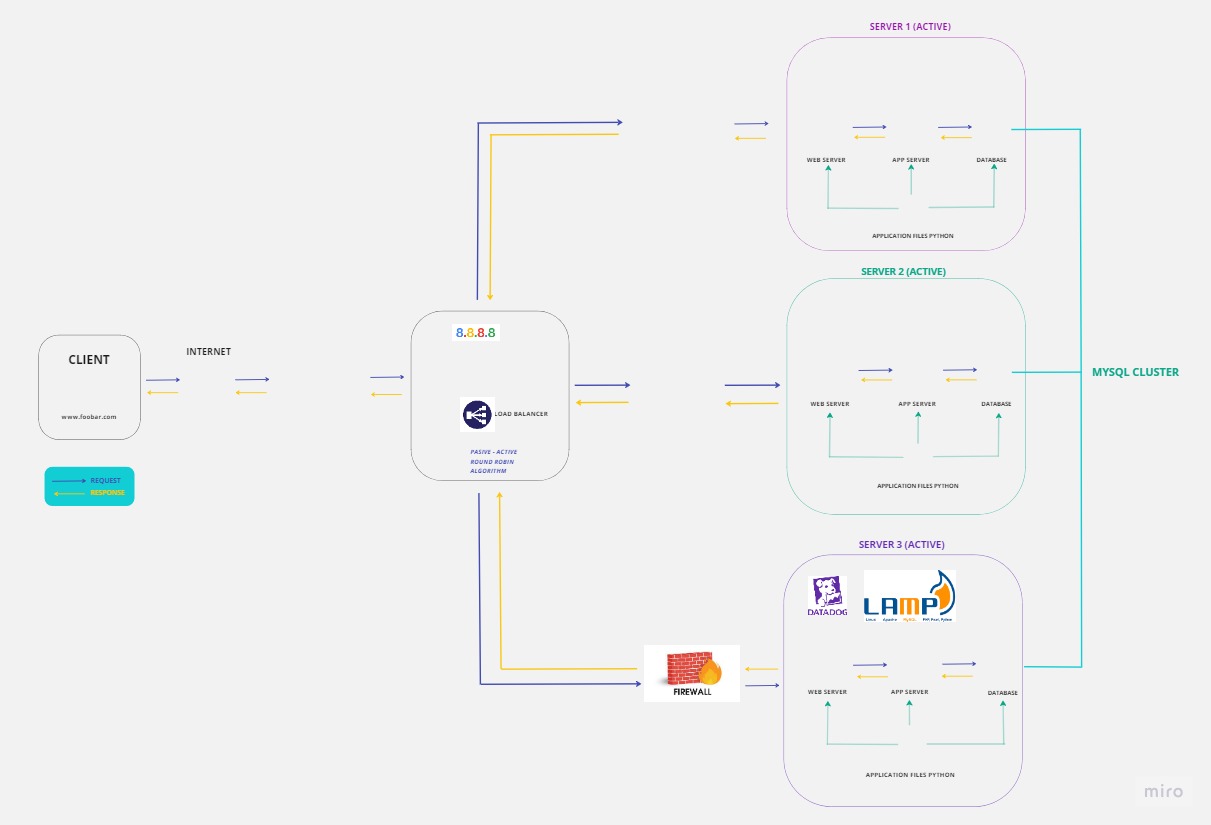 SERVER 1 (ACTIVE)
WEB SERVER
APP SERVER
DATABASE
APPLICATION FILES PYTHON
SERVER 2 (ACTIVE)
WEB SERVER
APP SERVER
DATABASE
APPLICATION FILES PYTHON
MYSQL CLUSTER
CLIENT
www.foobar.com
INTERNET
REQUEST
RESPONSE
8.8.8.8
LOAD BALANCER
PASIVE - ACTIVE
ROUND ROBIN
ALGORITHM
FIREWALL
SERVER 3 (ACTIVE)
DATADOG
LAMP
Linux Apache MySQL PHP, Pearl, Python
WEB SERVER
APP SERVER
DATABASE
APPLICATION FILES PYTHON
miro